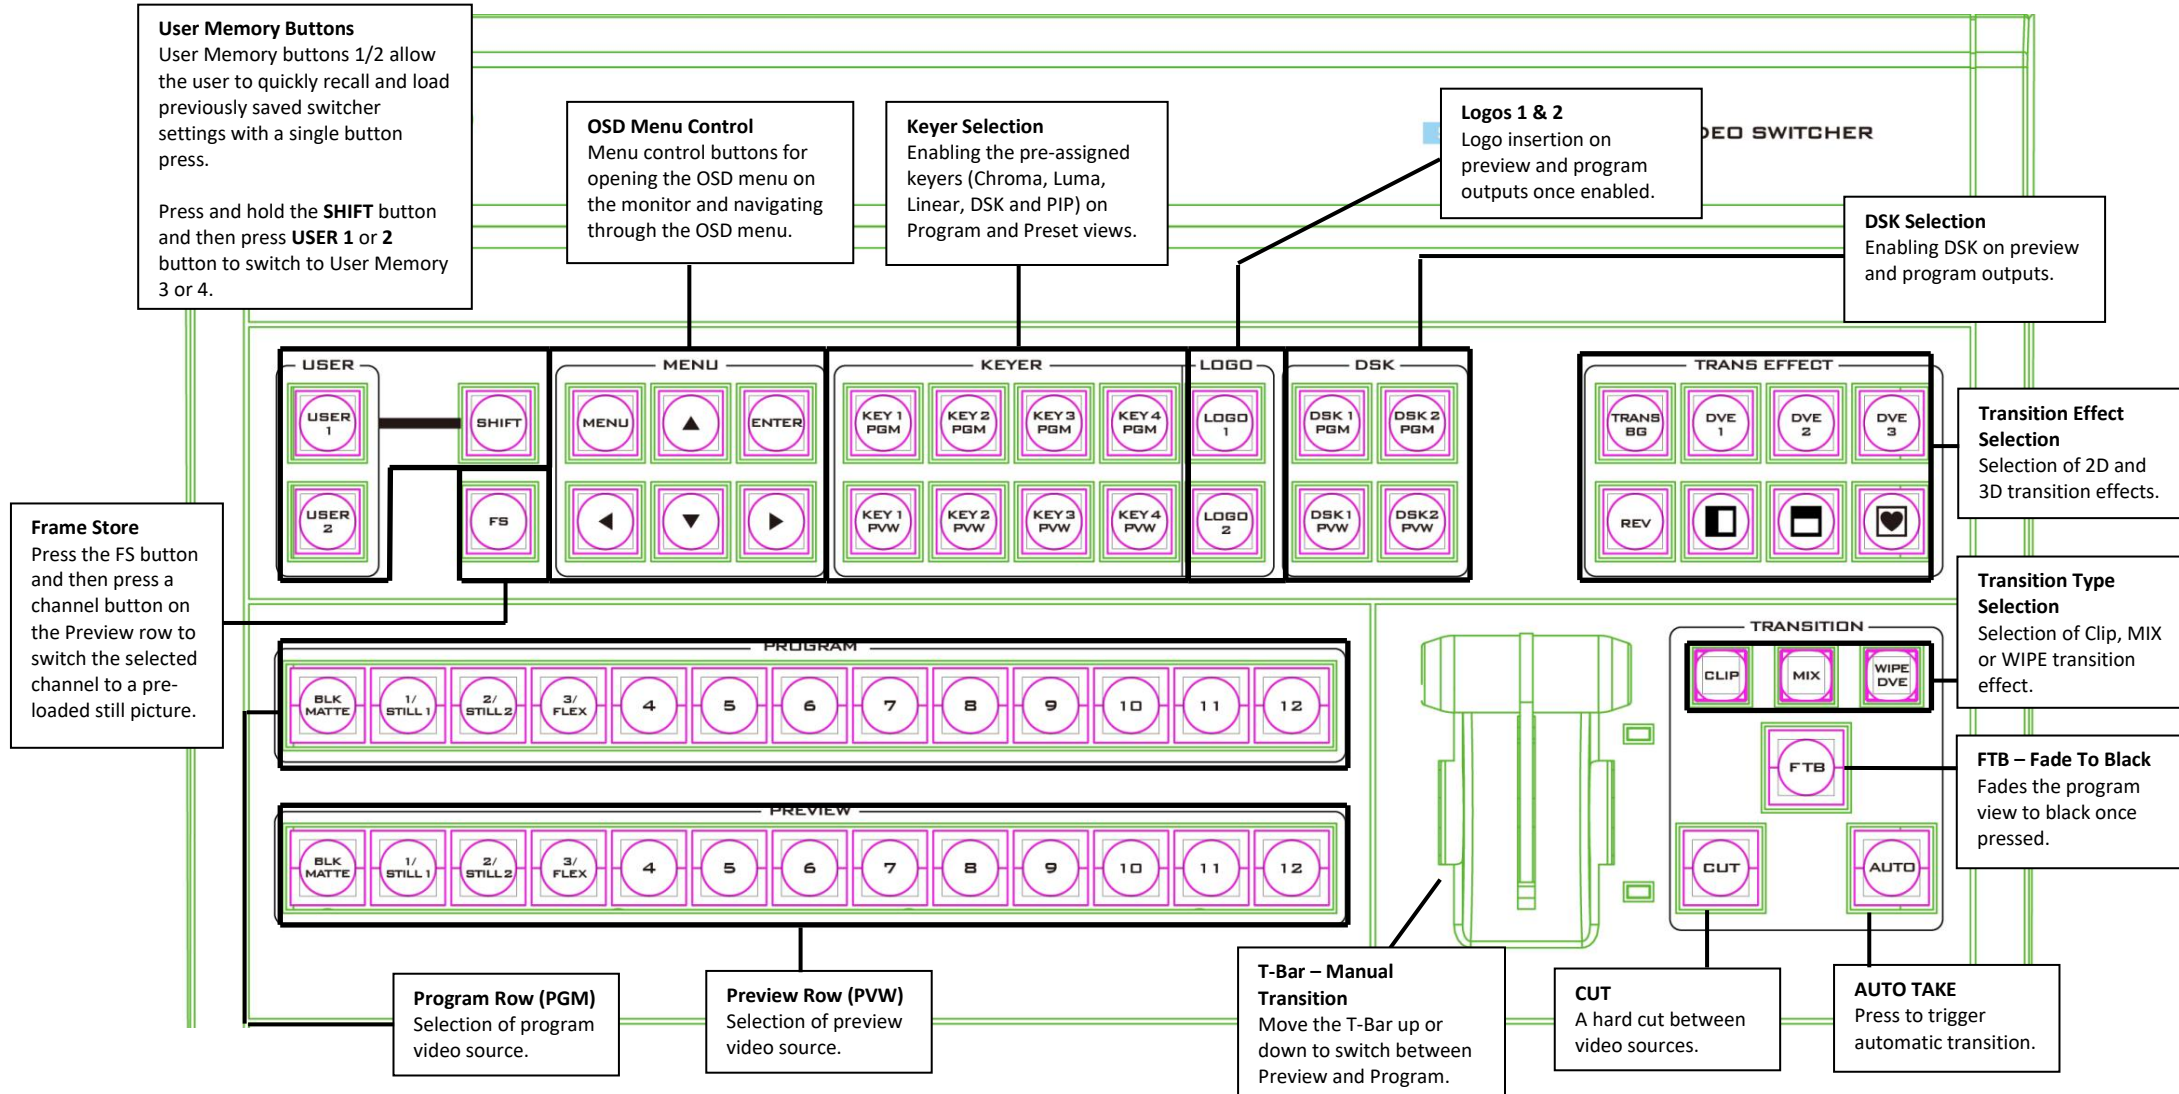 User Memory Buttons
User Memory buttons 1/2 allow
the user to quickly recall and load
previously saved switcher
settings with a single button
press.
Press and hold the SHIFT button
and then press USER 1 or 2
button to switch to User Memory
3 or 4.
OSD Menu Control
Menu control buttons for
opening the OSD menu on
the monitor and navigating
through the OSD menu.
Keyer Selection
Enabling the pre-assigned
keyers (Chroma, Luma,
Linear, DSK and PIP) on
Program and Preset views.
Logos 1 & 2
Logo insertion on
preview and program
outputs once enabled.
DEO SWITCHER
DSK Selection
Enabling DSK on preview
and program outputs.
USER
MENU
KEYER
LOGO
DSK
TRANS EFFECT
USER
1
SHIFT
MENU
▲
ENTER
KEY 1
PGM
KEY 2
PGM
KEY 3
PGM
KEY 4
PGM
LOGO
1
DSK 1
PGM
DSK 2
PGM
TRANS
BG
DVE
1
DVE
2
DVE
3
USER
2
FS
◀
▼
▶
KEY 1
PVW
KEY 2
PVW
KEY 3
PVW
KEY 4
PVW
LOGO
2
DSK 1
PVW
DSK2
PVW
REV
Transition Effect
Selection
Selection of 2D and
3D transition effects.
Frame Store
Press the FS button
and then press a
channel button on
the Preview row to
switch the selected
channel to a pre-
loaded still picture.
Transition Type
Selection
Selection of Clip, MIX
or WIPE transition
effect.
PROGRAM
BLK
MATTE
1/
STILL 1
2/
STILL 2
3/
FLEX
4
5
6
7
8
9
10
11
12
TRANSITION
CLIP
MIX
WIPE
DVE
FTB
CUT
AUTO
FTB – Fade To Black
Fades the program
view to black once
pressed.
PREVIEW
BLK
MATTE
1/
STILL 1
2/
STILL 2
3/
FLEX
4
5
6
7
8
9
10
11
12
Program Row (PGM)
Selection of program
video source.
Preview Row (PVW)
Selection of preview
video source.
T-Bar – Manual
Transition
Move the T-Bar up or
down to switch between
Preview and Program.
CUT
A hard cut between
video sources.
AUTO TAKE
Press to trigger
automatic transition.